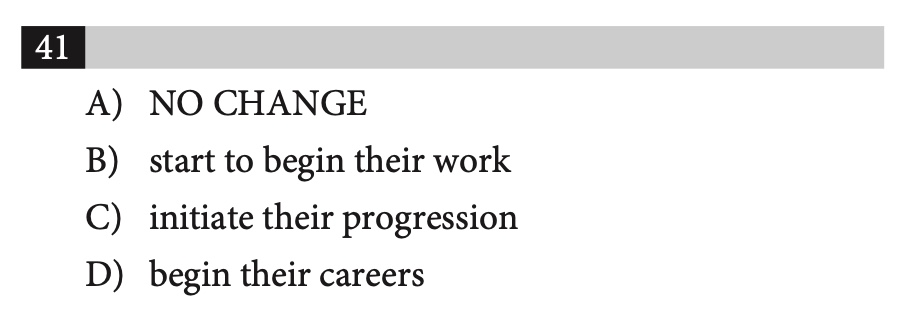 41
A) NO CHANGE
B) start to begin their work
C) initiate their progression
D) begin their careers